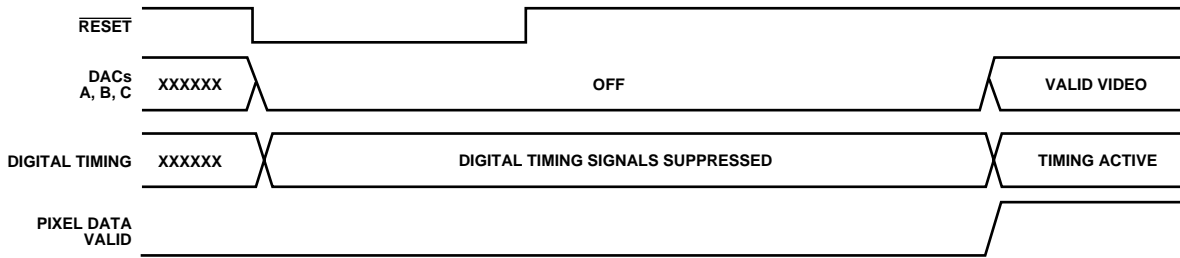 RESET
DACs
A, B, C
XXXXXX
OFF
VALID VIDEO
DIGITAL TIMING
XXXXXX
DIGITAL TIMING SIGNALS SUPPRESSED
TIMING ACTIVE
PIXEL DATA
VALID